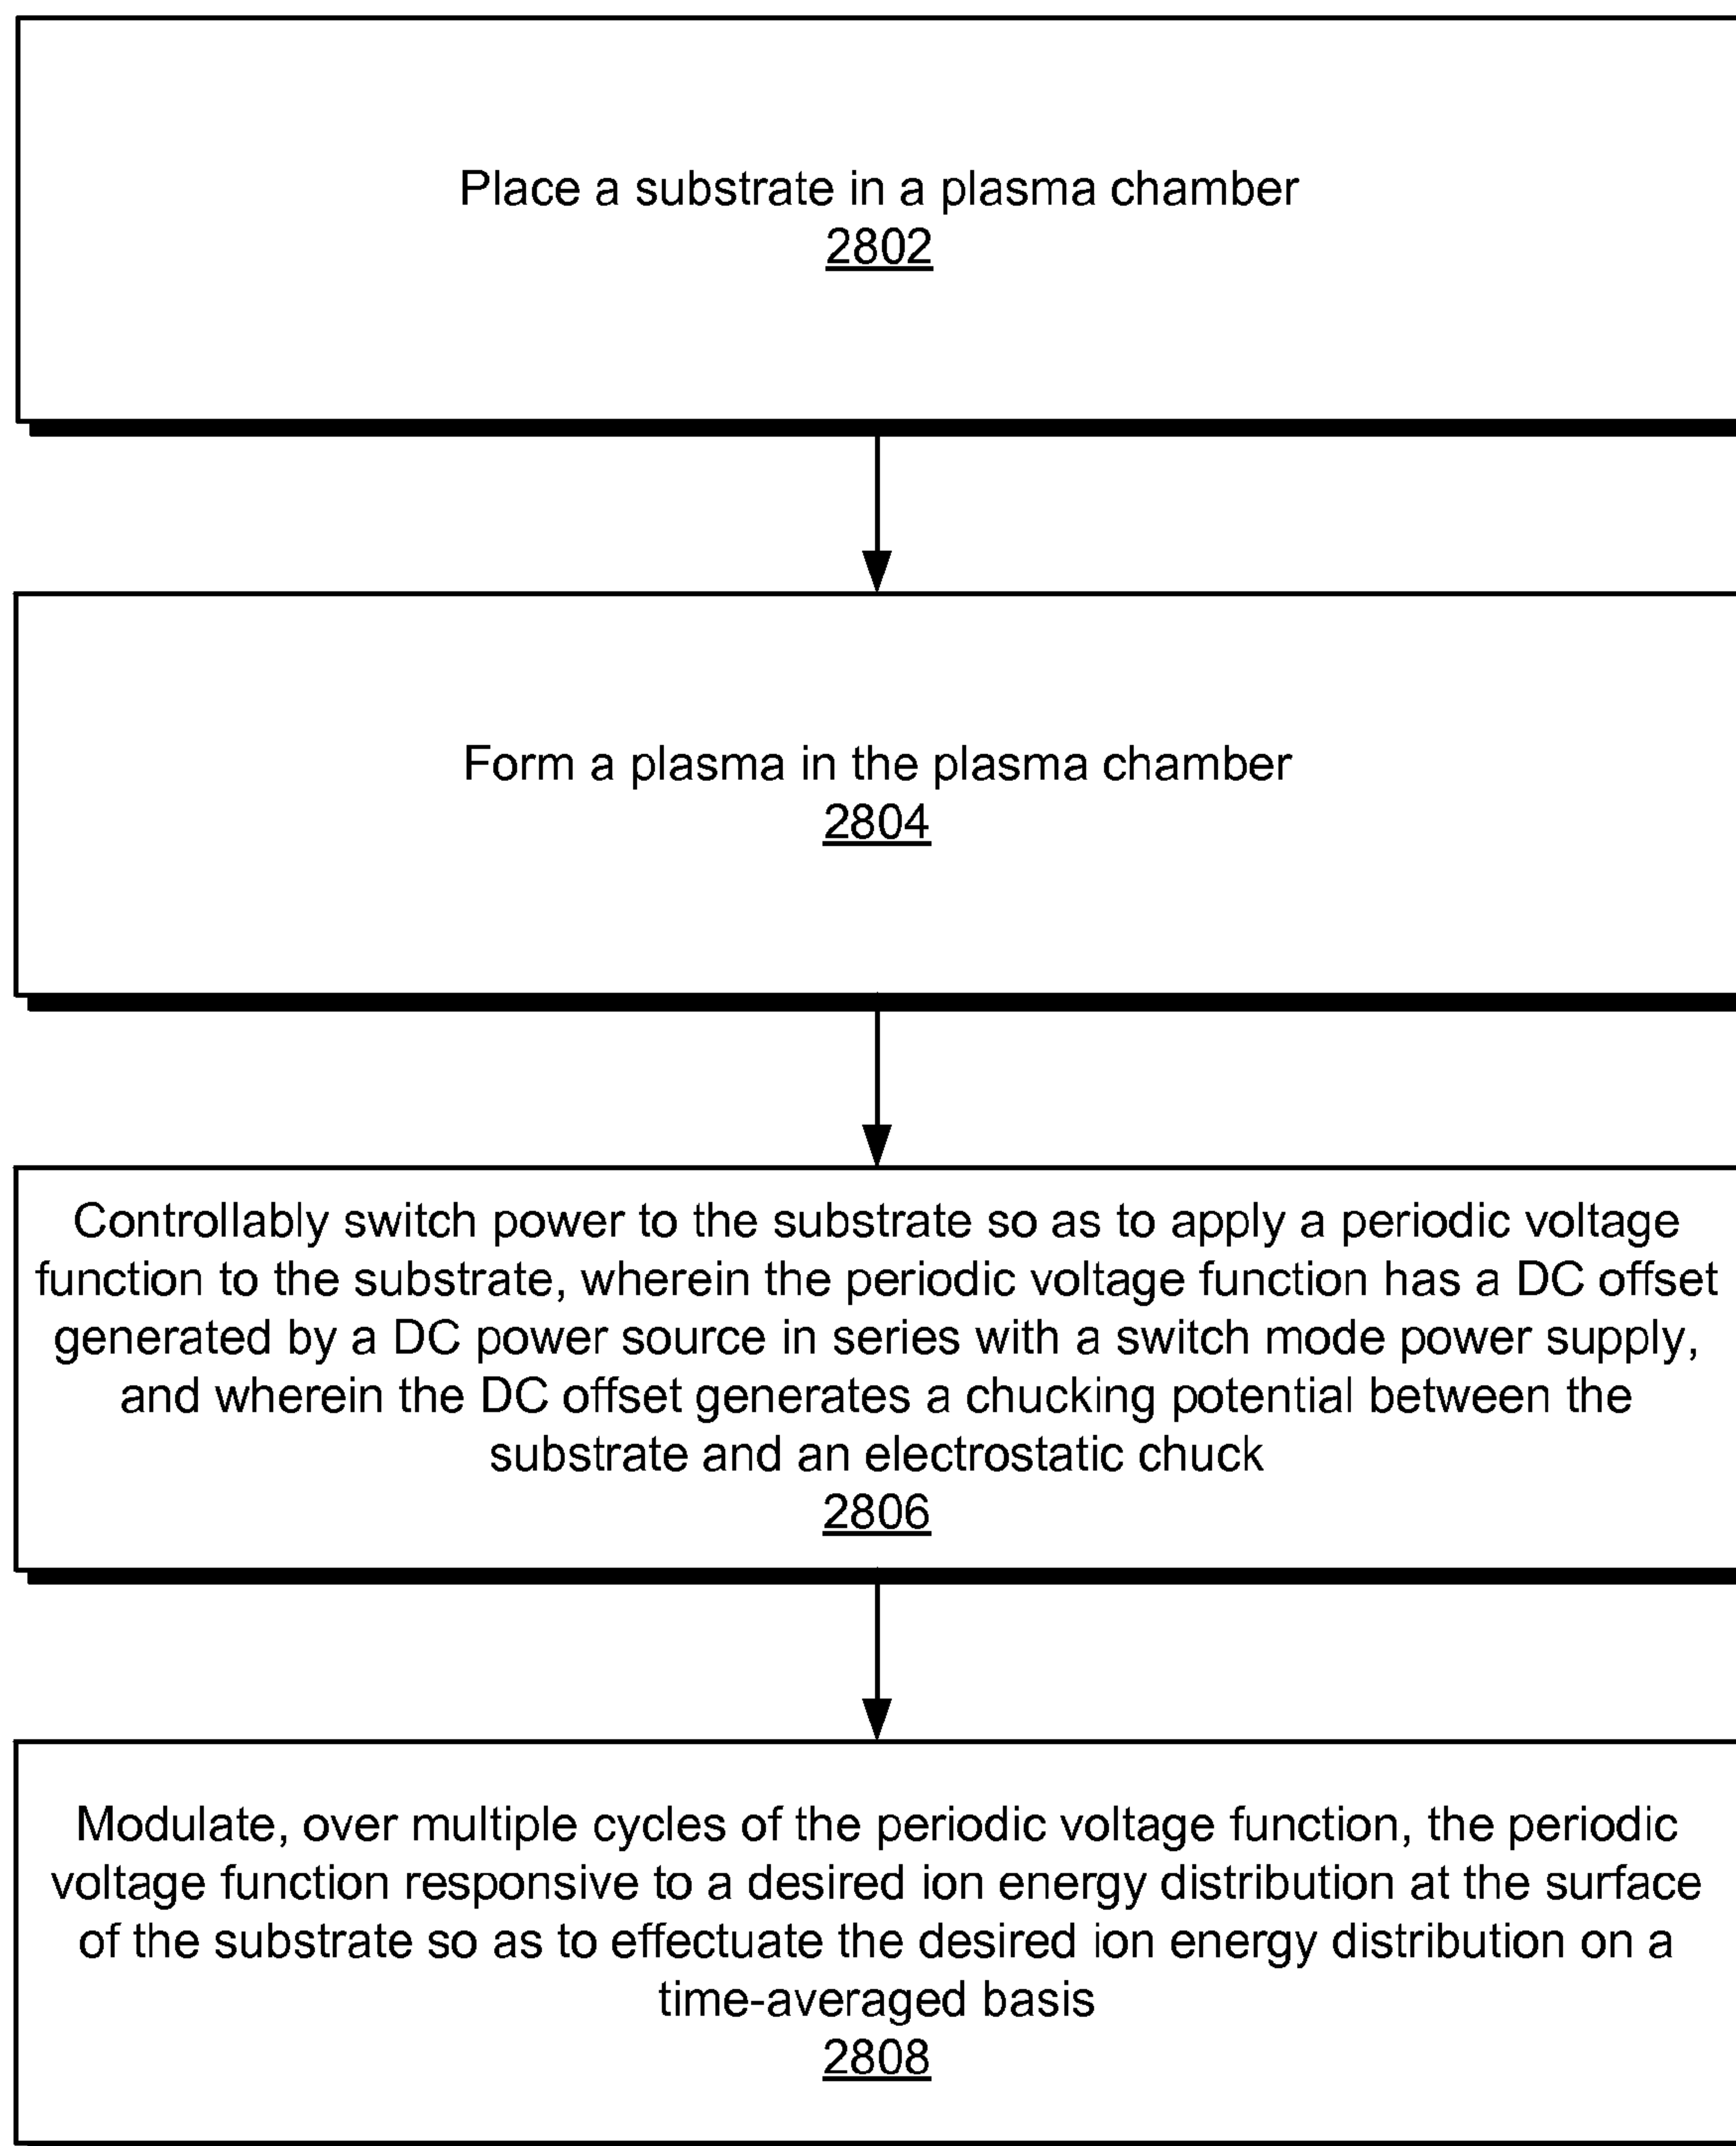 Place a substrate in a plasma chamber
2802
Form a plasma in the plasma chamber
2804
Controllably switch power to the substrate so as to apply a periodic voltage
function to the substrate, wherein the periodic voltage function has a DC offset
generated by a DC power source in series with a switch mode power supply,
and wherein the DC offset generates a chucking potential between the
substrate and an electrostatic chuck
2806
Modulate, over multiple cycles of the periodic voltage function, the periodic
voltage function responsive to a desired ion energy distribution at the surface
of the substrate so as to effectuate the desired ion energy distribution on a
time-averaged basis
2808